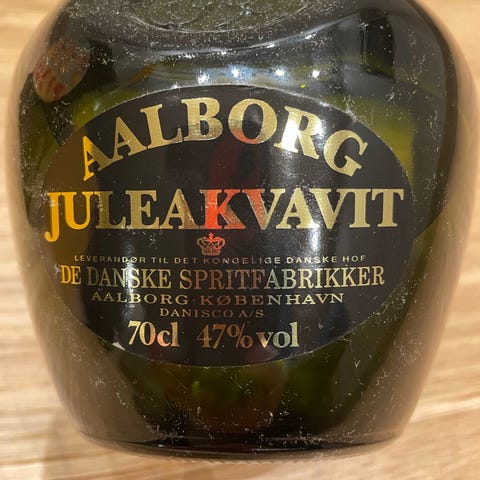 AALBORG
JULEAKVAVIT
LEVERANDØR TIL DET KONGELIGE DANSKE HOF
DE DANSKE SPRITFABRIKKER
AALBORG · KØBENHAVN
DANISCO A/S
70cl 47% vol